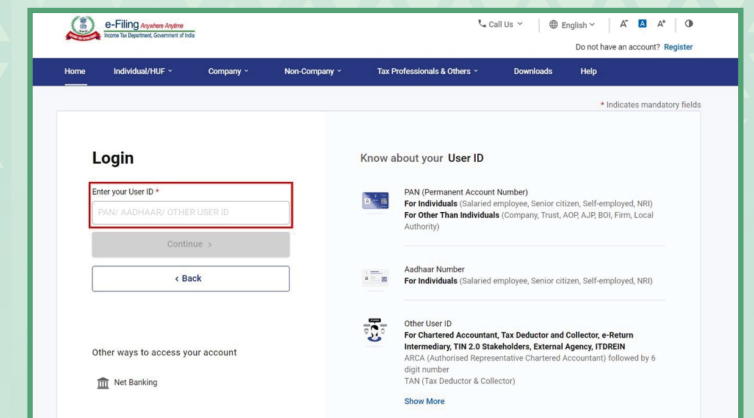 e-Filing Anywhere Anytime
Income Tax Department, Government of India
Call Us
English
A-
A
A+
Do not have an account? Register
Home
Individual/HUF
Company
Non-Company
Tax Professionals & Others
Downloads
Help
* Indicates mandatory fields
Login
Enter your User ID *
PAN/ AADHAAR/ OTHER USER ID
Continue >
< Back
Other ways to access your account
Net Banking
Know about your User ID
PAN (Permanent Account Number)
For Individuals (Salaried employee, Senior citizen, Self-employed, NRI)
For Other Than Individuals (Company, Trust, AOP, AJP, BOI, Firm, Local
Authority)
Aadhaar Number
For Individuals (Salaried employee, Senior citizen, Self-employed, NRI)
Other User ID
For Chartered Accountant, Tax Deductor and Collector, e-Return
Intermediary, TIN 2.0 Stakeholders, External Agency, ITDREIN
ARCA (Authorised Representative Chartered Accountant) followed by 6
digit number
TAN (Tax Deductor & Collector)
Show More